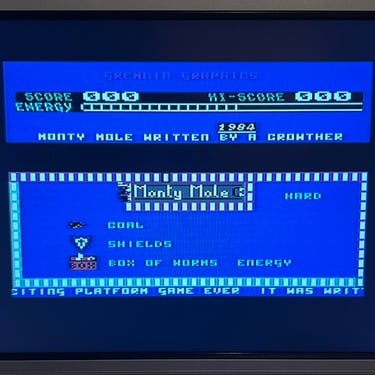 GREMLIN GRAPHICS
SCORE 000 HI-SCORE 000
ENERGY
1984
MONTY MOLE WRITTEN BY A CROWTHER
Monty Mole
HARD
COAL
SHIELDS
BOX BOX OF WORMS ENERGY
CITING PLATFORM GAME EVER IT WAS WRIT